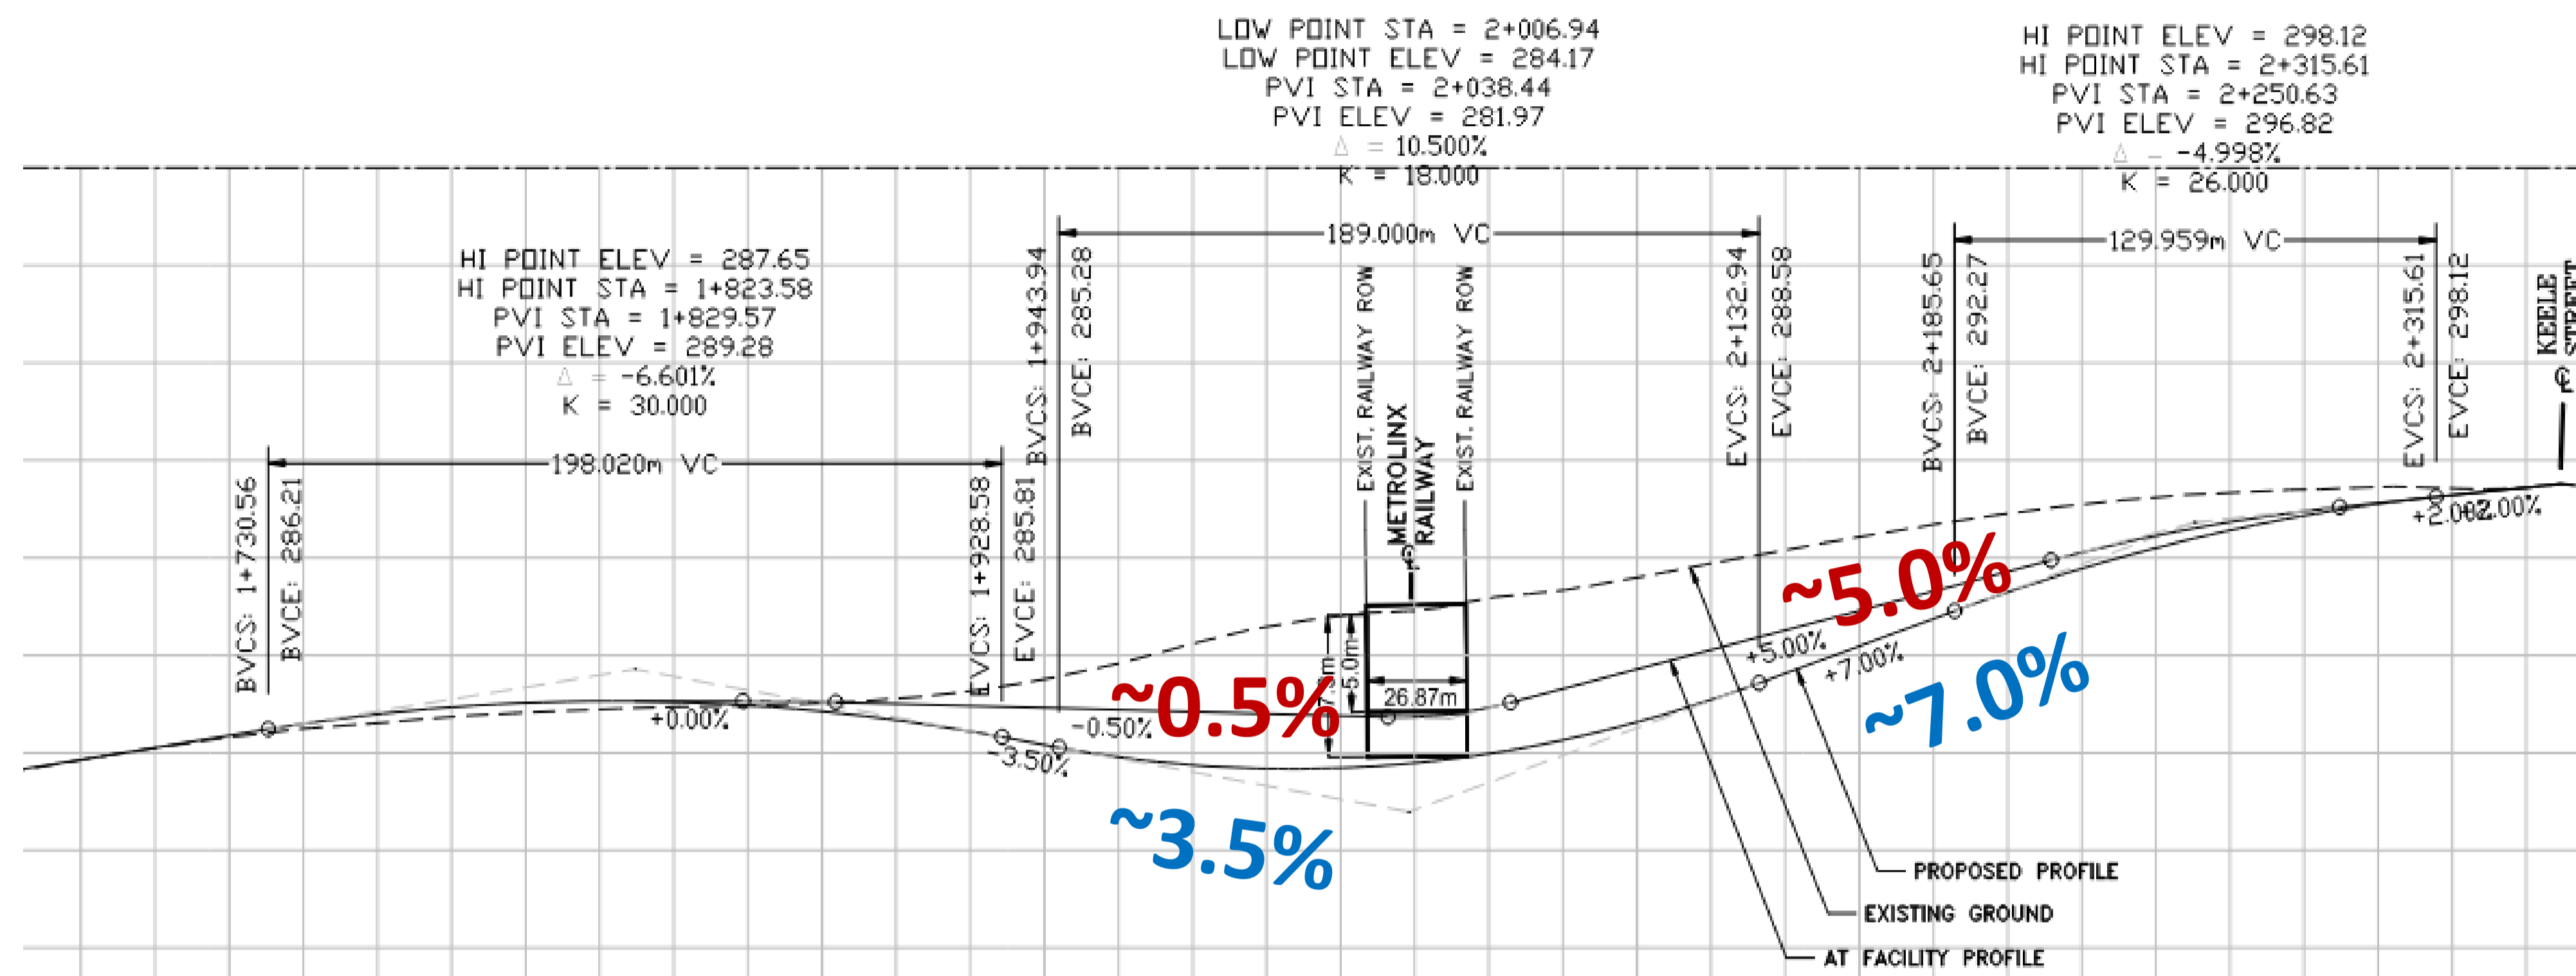 LOW POINT STA = 2+006.94
LOW POINT ELEV = 284.17
PVI STA = 2+038.44
PVI ELEV = 281.97
Δ = 10.500%
K = 18.000
HI POINT ELEV = 298.12
HI POINT STA = 2+315.61
PVI STA = 2+250.63
PVI ELEV = 296.82
Δ = -4.998%
K = 26.000
HI POINT ELEV = 287.65
HI POINT STA = 1+823.58
PVI STA = 1+829.57
PVI ELEV = 289.28
Δ = -6.601%
K = 30.000
198.020m VC
189.000m VC
129.959m VC
BVCS: 1+730.56
BVCE: 286.21
EVCS: 1+928.58
EVCE: 285.81
BVCS: 1+943.94
BVCE: 285.28
EXIST. RAILWAY ROW
METROLINX
RAILWAY
EXIST. RAILWAY ROW
EVCS: 2+132.94
EVCE: 288.58
BVCS: 2+185.65
BVCE: 292.27
EVCS: 2+315.61
EVCE: 298.12
KEELE
STREET
+0.00%
-3.50%
-0.50%
~0.5%
~3.5%
5.0m
26.87m
+5.00%
~5.0%
+7.00%
~7.0%
+2.00%
PROPOSED PROFILE
EXISTING GROUND
AT FACILITY PROFILE